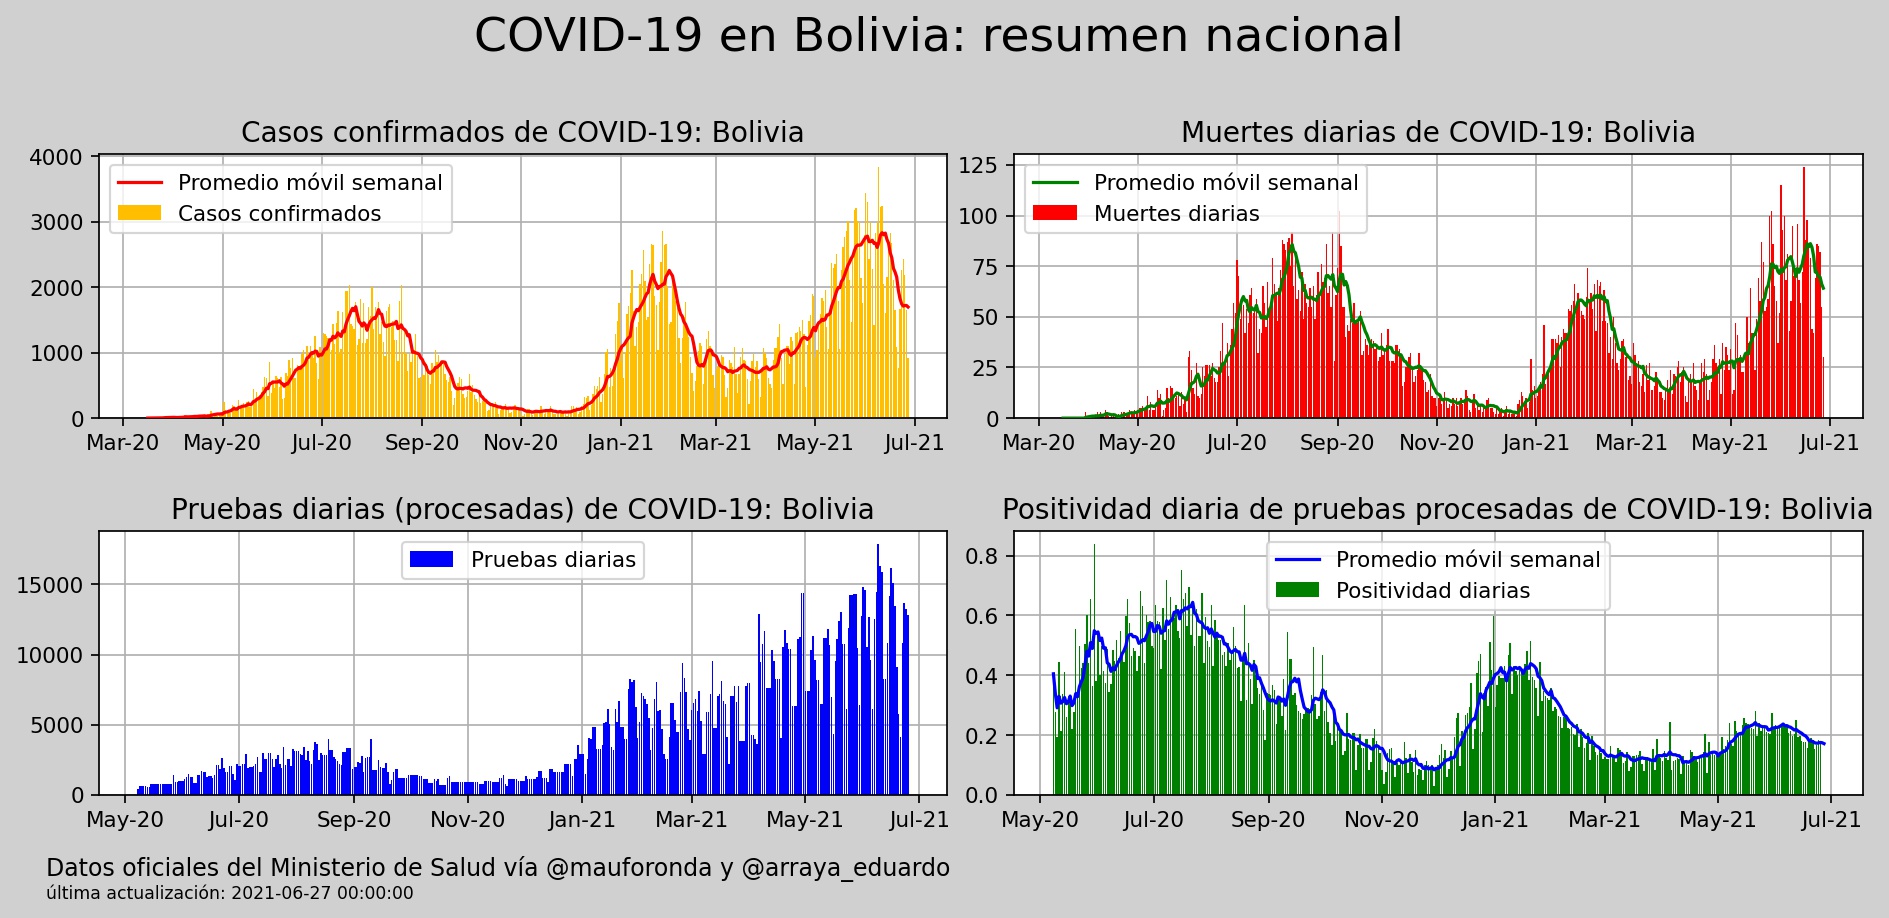 COVID-19 en Bolivia: resumen nacional
Casos confirmados de COVID-19: Bolivia
4000
3000
2000
1000
0
Promedio móvil semanal
Casos confirmados
Mar-20 May-20 Jul-20 Sep-20 Nov-20 Jan-21 Mar-21 May-21 Jul-21
Muertes diarias de COVID-19: Bolivia
125
100
75
50
25
0
Promedio móvil semanal
Muertes diarias
Mar-20 May-20 Jul-20 Sep-20 Nov-20 Jan-21 Mar-21 May-21 Jul-21
Pruebas diarias (procesadas) de COVID-19: Bolivia
15000
10000
5000
0
Pruebas diarias
May-20 Jul-20 Sep-20 Nov-20 Jan-21 Mar-21 May-21 Jul-21
Positividad diaria de pruebas procesadas de COVID-19: Bolivia
0.8
0.6
0.4
0.2
0.0
Promedio móvil semanal
Positividad diarias
May-20 Jul-20 Sep-20 Nov-20 Jan-21 Mar-21 May-21 Jul-21
Datos oficiales del Ministerio de Salud vía @mauforonda y @arraya_eduardo
última actualización: 2021-06-27 00:00:00